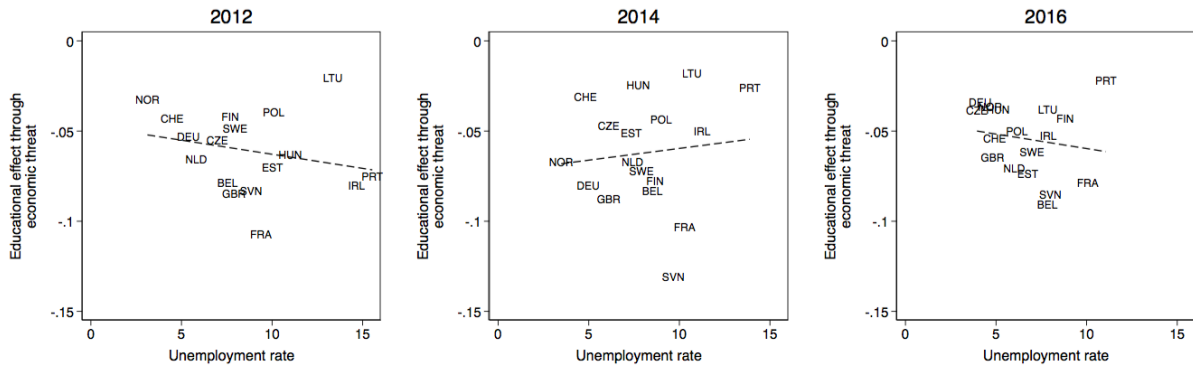 2012
Educational effect through
economic threat
0
-.05
-.1
-.15
LTU
NOR
POL
CHE
FIN
SWE
DEU
CZE
HUN
NLD
EST
PRT
BEL
IRL
GBR
SVN
FRA
0 5 10 15
Unemployment rate
2014
Educational effect through
economic threat
0
-.05
-.1
-.15
LTU
HUN
PRT
CHE
POL
CZE
EST
IRL
NOR
NLD
SWE
FIN
DEU
BEL
GBR
FRA
SVN
0 5 10 15
Unemployment rate
2016
Educational effect through
economic threat
0
-.05
-.1
-.15
PRT
DEU
NOR
CZE
HUN
LTU
FIN
POL
CHE
IRL
SWE
GBR
NLD
EST
FRA
SVN
BEL
0 5 10 15
Unemployment rate